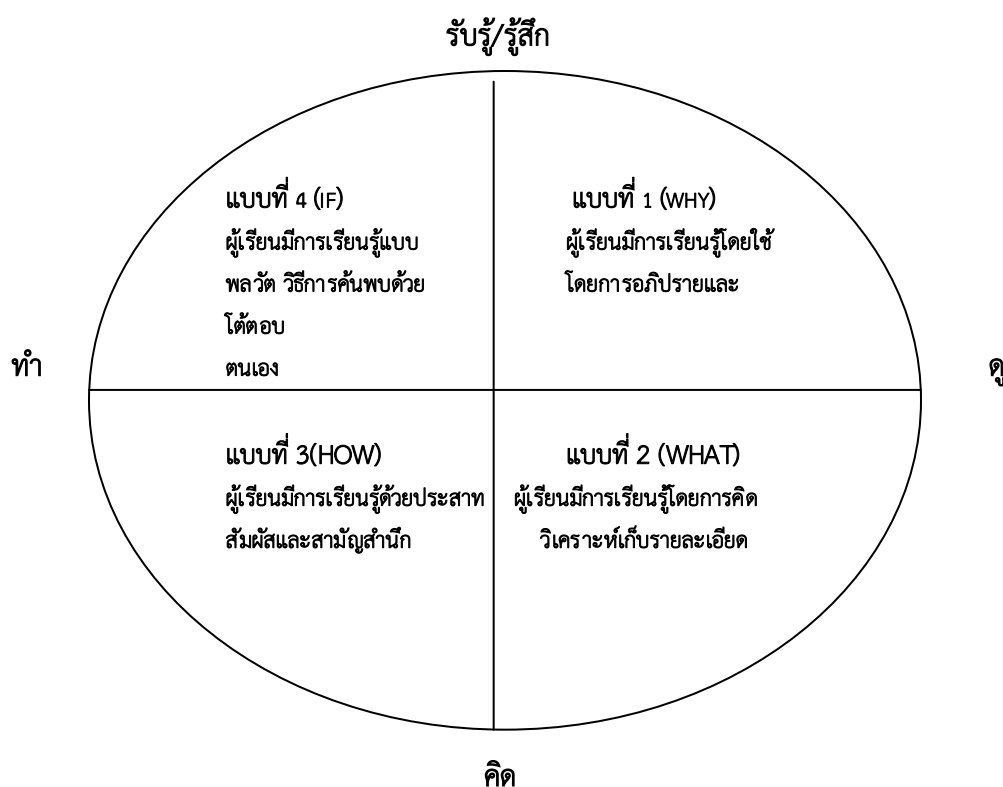 รับรู้/รู้สึก
แบบที่ 4 (IF)
ผู้เรียนมีการเรียนรู้แบบ
พลวัต วิธีการค้นพบด้วย
โต้ตอบ
ตนเอง
แบบที่ 1 (WHY)
ผู้เรียนมีการเรียนรู้โดยใช้
โดยการอภิปรายและ
ทำ
ดู
แบบที่ 3(HOW)
ผู้เรียนมีการเรียนรู้ด้วยประสาท
สัมผัสและสามัญสำนึก
แบบที่ 2 (WHAT)
ผู้เรียนมีการเรียนรู้โดยการคิด
วิเคราะห์เก็บรายละเอียด
คิด